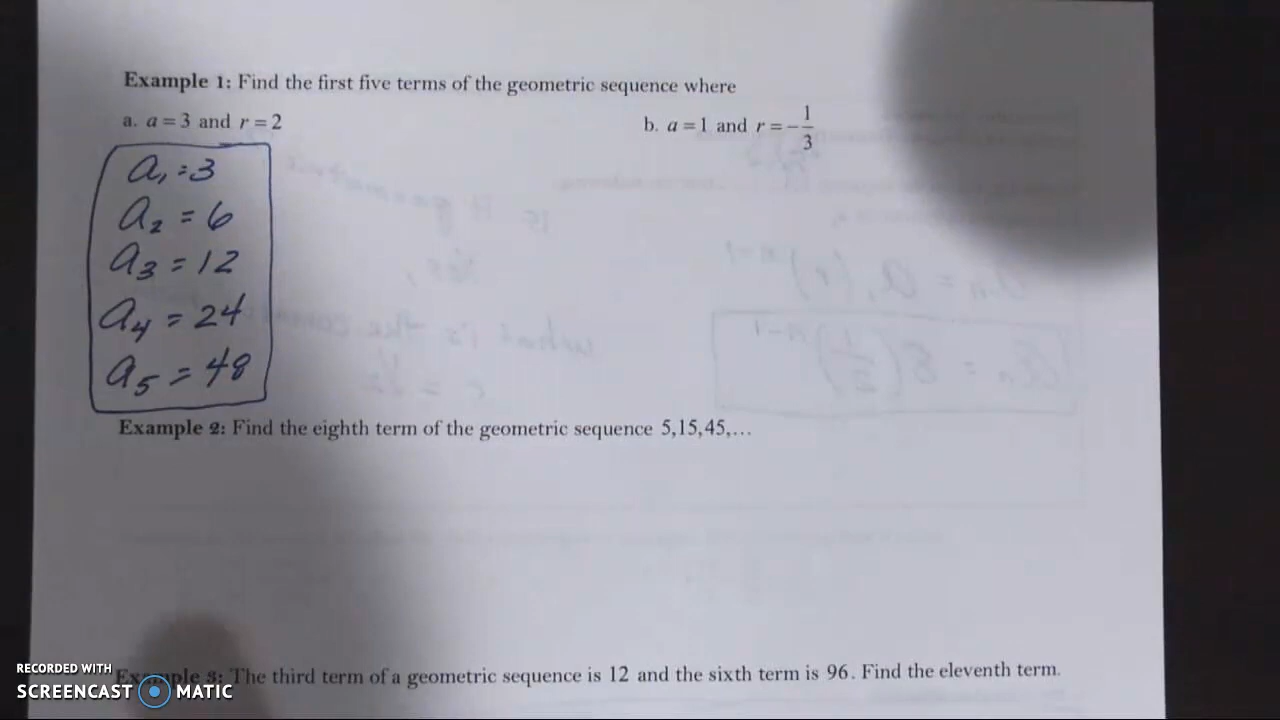 Example 1: Find the first five terms of the geometric sequence where
a. a = 3 and r = 2
b. a = 1 and r = -1/3
a₁ = 3
a₂ = 6
a₃ = 12
a₄ = 24
a₅ = 48
Example 2: Find the eighth term of the geometric sequence 5,15,45,…
Example 3: The third term of a geometric sequence is 12 and the sixth term is 96. Find the eleventh term.
RECORDED WITH
SCREENCAST MATIC